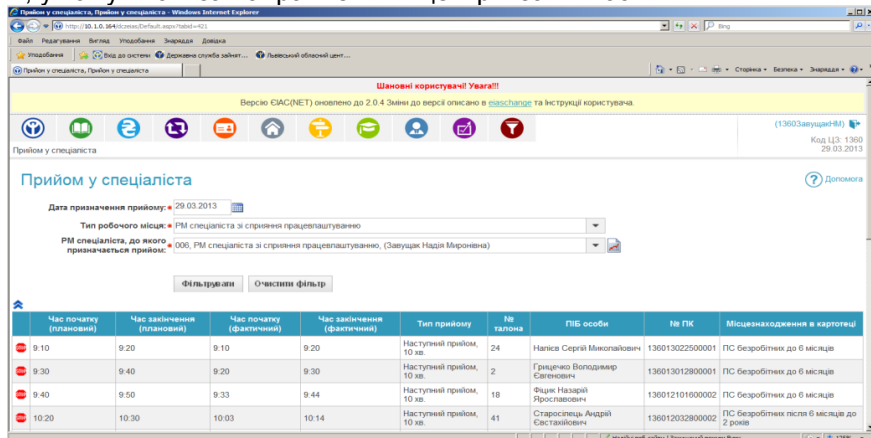 Прийом у спеціаліста, Прийом у спеціаліста - Windows Internet Explorer
http://10.1.0.164/dczeias/Default.aspx?tabid=421
Bing
Файл Редагування Вигляд Уподобання Знаряддя Довідка
Уподобання Вхід до системи Державна служба зайнят... Львівський обласний цент...
Прийом у спеціаліста, Прийом у спеціаліста
Сторінка Безпека Знаряддя
Шановні користувачі! Увага!!!
Версію ЄІАС(NET) оновлено до 2.0.4 Зміни до версії описано в eiaschange та Інструкції користувача.
(13603авущакНМ)
Код ЦЗ: 1360
29.03.2013
Прийом у спеціаліста
Прийом у спеціаліста
Допомога
Дата призначення прийому: 29.03.2013
Тип робочого місця: РМ спеціаліста зі сприяння працевлаштуванню
РМ спеціаліста, до якого призначається прийом: 006, РМ спеціаліста зі сприяння працевлаштуванню, (Завущак Надія Миронівна)
Фільтрувати Очистити фільтр
Час початку (плановий) Час закінчення (плановий) Час початку (фактичний) Час закінчення (фактичний) Тип прийому № талона ПІБ особи № ПК Місцезнаходження в картотеці
9:10 9:20 9:10 9:20 Наступний прийом, 10 хв. 24 Напієв Сергій Миколайович 136013022500001 ПС безробітних до 6 місяців
9:30 9:40 9:20 9:30 Наступний прийом, 10 хв. 2 Грицечко Володимир Євгенович 136013012800001 ПС безробітних до 6 місяців
9:40 9:50 9:33 9:44 Наступний прийом, 10 хв. 18 Фіцик Назарій Ярославович 136012101600002 ПС безробітних до 6 місяців
10:20 10:30 10:03 10:14 Наступний прийом, 10 хв. 41 Старосілець Андрій Євстахійович 136012032800002 ПС безробітних після 6 місяців до 2 років